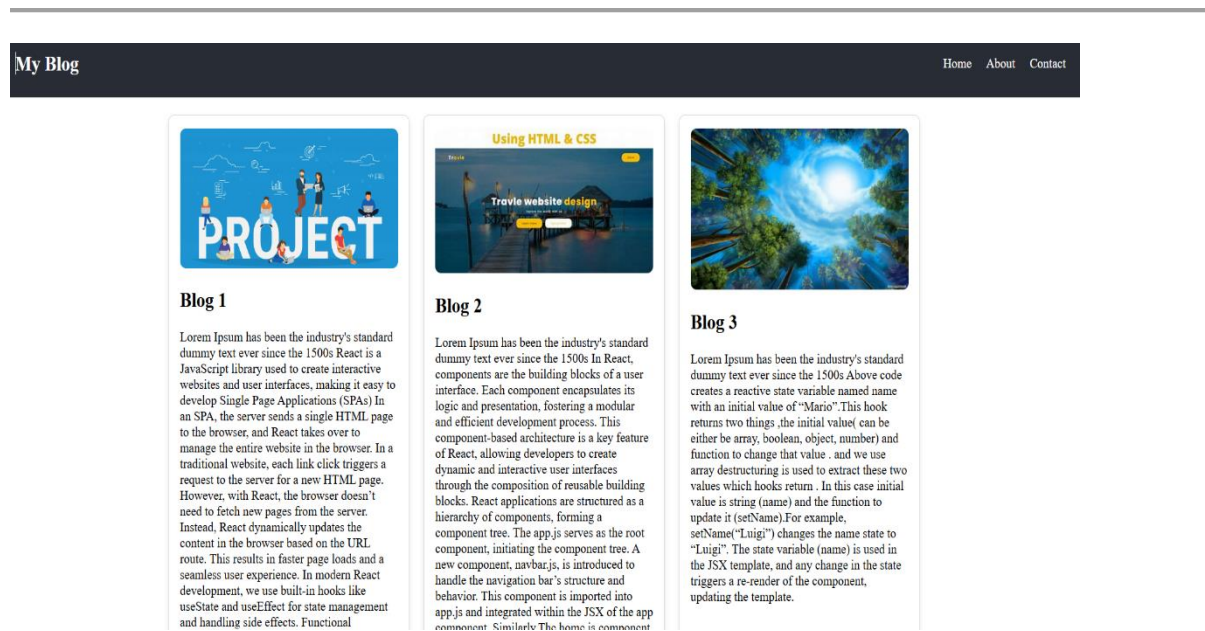 My Blog
Home About Contact
PROJECT
Blog 1
Lorem Ipsum has been the industry's standard
dummy text ever since the 1500s React is a
JavaScript library used to create interactive
websites and user interfaces, making it easy to
develop Single Page Applications (SPAs) In
an SPA, the server sends a single HTML page
to the browser, and React takes over to
manage the entire website in the browser. In a
traditional website, each link click triggers a
request to the server for a new HTML page.
However, with React, the browser doesn’t
need to fetch new pages from the server.
Instead, React dynamically updates the
content in the browser based on the URL
route. This results in faster page loads and a
seamless user experience. In modern React
development, we use built-in hooks like
useState and useEffect for state management
and handling side effects. Functional
Using HTML & CSS
Travle
Travle website design
Blog 2
Lorem Ipsum has been the industry's standard
dummy text ever since the 1500s In React,
components are the building blocks of a user
interface. Each component encapsulates its
logic and presentation, fostering a modular
and efficient development process. This
component-based architecture is a key feature
of React, allowing developers to create
dynamic and interactive user interfaces
through the composition of reusable building
blocks. React applications are structured as a
hierarchy of components, forming a
component tree. The app.js serves as the root
component, initiating the component tree. A
new component, navbar.js, is introduced to
handle the navigation bar’s structure and
behavior. This component is imported into
app.js and integrated within the JSX of the app
component. Similarly The home is component
Blog 3
Lorem Ipsum has been the industry's standard
dummy text ever since the 1500s Above code
creates a reactive state variable named name
with an initial value of “Mario”.This hook
returns two things ,the initial value( can be
either be array, boolean, object, number) and
function to change that value . and we use
array destructuring is used to extract these two
values which hooks return . In this case initial
value is string (name) and the function to
update it (setName).For example,
setName(“Luigi”) changes the name state to
“Luigi”. The state variable (name) is used in
the JSX template, and any change in the state
triggers a re-render of the component,
updating the template.